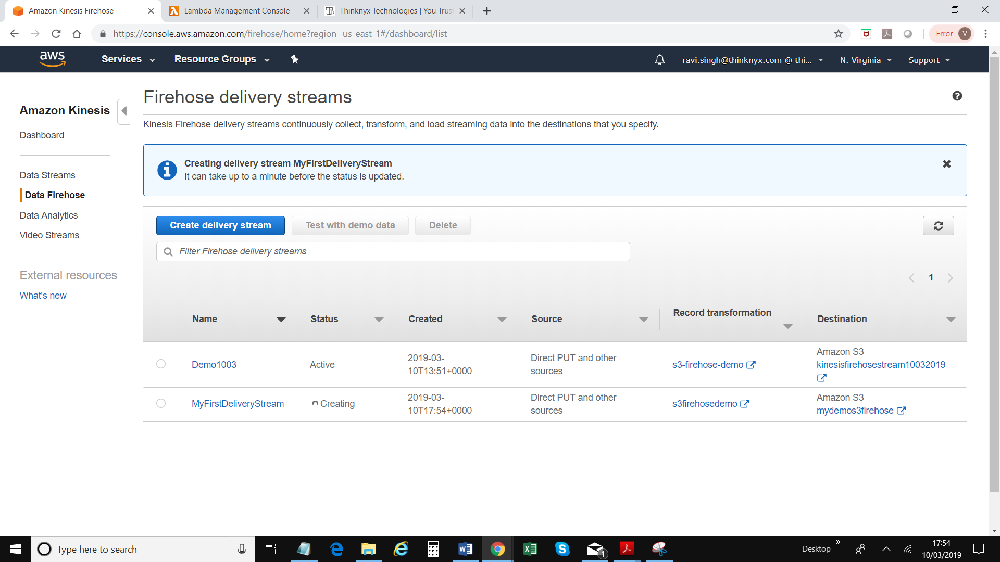 Amazon Kinesis Firehose
Lambda Management Console
Thinknyx Technologies | You Trus
https://console.aws.amazon.com/firehose/home?region=us-east-1#/dashboard/list
Error V
aws
Services
Resource Groups
ravi.singh@thinknyx.com @ thi...
N. Virginia
Support
Amazon Kinesis
Dashboard
Data Streams
Data Firehose
Data Analytics
Video Streams
External resources
What's new
Firehose delivery streams
Kinesis Firehose delivery streams continuously collect, transform, and load streaming data into the destinations that you specify.
Creating delivery stream MyFirstDeliveryStream
It can take up to a minute before the status is updated.
Create delivery stream
Test with demo data
Delete
Filter Firehose delivery streams
1
Name Status Created Source Record transformation Destination
Demo1003
Active
2019-03-
10T13:51+0000
Direct PUT and other
sources
s3-firehose-demo
Amazon S3
kinesisfirehosestream10032019
MyFirstDeliveryStream
Creating
2019-03-
10T17:54+0000
Direct PUT and other
sources
s3firehosedemo
Amazon S3
mydemos3firehose
Type here to search
1
Desktop
17:54
10/03/2019